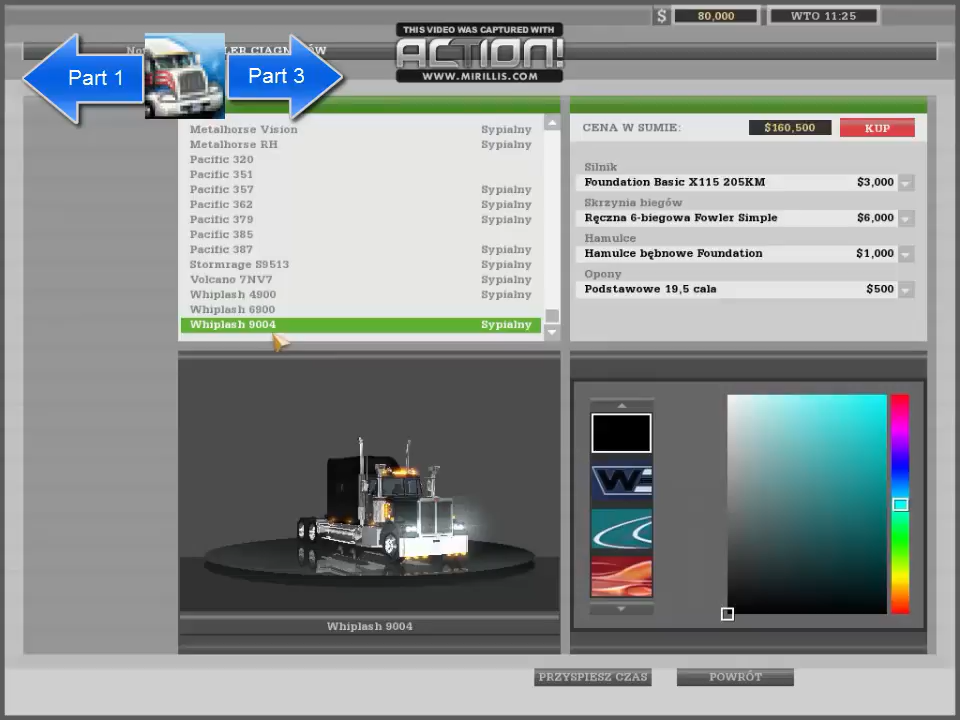 $ 80,000 WTO 11:25
THIS VIDEO WAS CAPTURED WITH
ACTION!
WWW.MIRILLIS.COM
CIĄGNIKÓW
Part 1
Part 3
Metalhorse Vision Sypialny
Metalhorse RH Sypialny
Pacific 320
Pacific 351
Pacific 357 Sypialny
Pacific 362 Sypialny
Pacific 379 Sypialny
Pacific 385
Pacific 387 Sypialny
Stormrage S9513 Sypialny
Volcano 7NV7 Sypialny
Whiplash 4900 Sypialny
Whiplash 6900
Whiplash 9004 Sypialny
CENA W SUMIE: $160,500 KUP
Silnik
Foundation Basic X115 205KM $3,000
Skrzynia biegów
Ręczna 6-biegowa Fowler Simple $6,000
Hamulce
Hamulce bębnowe Foundation $1,000
Opony
Podstawowe 19,5 cala $500
Whiplash 9004
PRZYSPIESZ CZAS POWRÓT